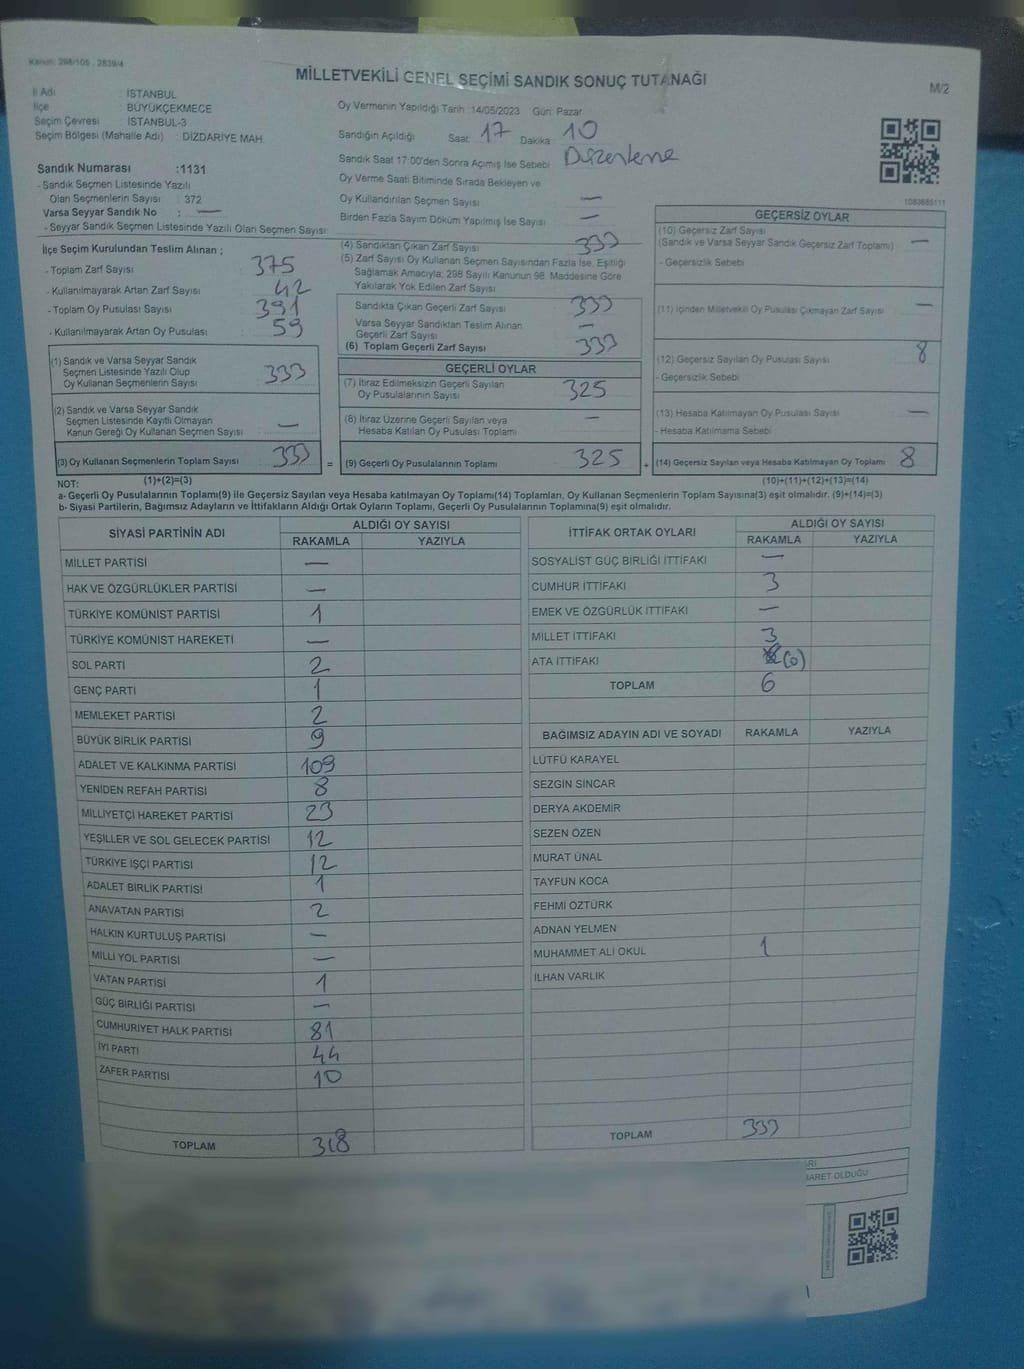 Kanun: 298/105 - 2839/4
MİLLETVEKİLİ GENEL SEÇİMİ SANDIK SONUÇ TUTANAĞI
M/2
İl Adı : İSTANBUL
İlçe : BÜYÜKÇEKMECE
Seçim Çevresi : İSTANBUL-3
Seçim Bölgesi (Mahalle Adı) : DİZDARİYE MAH.
Oy Vermenin Yapıldığı Tarih :14/05/2023 Gün: Pazar
Sandığın Açıldığı Saat: 17 Dakika: 10
Sandık Saat 17:00'den Sonra Açımış İse Sebebi Düzenleme
Oy Verme Saati Bitiminde Sırada Bekleyen ve
Oy Kullandırılan Seçmen Sayısı —
Birden Fazla Sayım Döküm Yapılmış İse Sayısı —
Sandık Numarası :1131
- Sandık Seçmen Listesinde Yazılı
Olan Seçmenlerin Sayısı : 372
Varsa Seyyar Sandık No : —
- Seyyar Sandık Seçmen Listesinde Yazılı Olan Seçmen Sayısı:
1083685111
İlçe Seçim Kurulundan Teslim Alınan ;
- Toplam Zarf Sayısı 375
- Kullanılmayarak Artan Zarf Sayısı 42
- Toplam Oy Pusulası Sayısı 391
- Kullanılmayarak Artan Oy Pusulası 59
(1) Sandık ve Varsa Seyyar Sandık
Seçmen Listesinde Yazılı Olup
Oy Kullanan Seçmenlerin Sayısı 333
(2) Sandık ve Varsa Seyyar Sandık
Seçmen Listesinde Kayıtlı Olmayan
Kanun Gereği Oy Kullanan Seçmen Sayısı —
(3) Oy Kullanan Seçmenlerin Toplam Sayısı 333
(4) Sandıktan Çıkan Zarf Sayısı 333
(5) Zarf Sayısı Oy Kullanan Seçmen Sayısından Fazla İse, Eşitliği
Sağlamak Amacıyla; 298 Sayılı Kanunun 98. Maddesine Göre
Yakılarak Yok Edilen Zarf Sayısı
Sandıkta Çıkan Geçerli Zarf Sayısı 333
Varsa Seyyar Sandıktan Teslim Alınan
Geçerli Zarf Sayısı —
(6) Toplam Geçerli Zarf Sayısı 333
GEÇERLİ OYLAR
(7) İtiraz Edilmeksizin Geçerli Sayılan
Oy Pusulalarının Sayısı 325
(8) İtiraz Üzerine Geçerli Sayılan veya
Hesaba Katılan Oy Pusulası Toplamı —
= (9) Geçerli Oy Pusulalarının Toplamı 325
GEÇERSİZ OYLAR
(10) Geçersiz Zarf Sayısı
(Sandık ve Varsa Seyyar Sandık Geçersiz Zarf Toplamı) —
- Geçersizlik Sebebi
(11) İçinden Milletvekili Oy Pusulası Çıkmayan Zarf Sayısı —
(12) Geçersiz Sayılan Oy Pusulası Sayısı 8
- Geçersizlik Sebebi
(13) Hesaba Katılmayan Oy Pusulası Sayısı —
- Hesaba Katılmama Sebebi
+ (14) Geçersiz Sayılan veya Hesaba Katılmayan Oy Toplamı 8
NOT: (1)+(2)=(3) (10)+(11)+(12)+(13)=(14)
a- Geçerli Oy Pusulalarının Toplamı(9) ile Geçersiz Sayılan veya Hesaba katılmayan Oy Toplamı(14) Toplamları, Oy Kullanan Seçmenlerin Toplam Sayısına(3) eşit olmalıdır. (9)+(14)=(3)
b- Siyasi Partilerin, Bağımsız Adayların ve İttifakların Aldığı Ortak Oyların Toplamı, Geçerli Oy Pusulalarının Toplamına(9) eşit olmalıdır.
SİYASİ PARTİNİN ADI ALDIĞI OY SAYISI
RAKAMLA YAZIYLA
MİLLET PARTİSİ —
HAK VE ÖZGÜRLÜKLER PARTİSİ —
TÜRKİYE KOMÜNİST PARTİSİ 1
TÜRKİYE KOMÜNİST HAREKETİ —
SOL PARTİ 2
GENÇ PARTİ 1
MEMLEKET PARTİSİ 2
BÜYÜK BİRLİK PARTİSİ 9
ADALET VE KALKINMA PARTİSİ 109
YENİDEN REFAH PARTİSİ 8
MİLLİYETÇİ HAREKET PARTİSİ 23
YEŞİLLER VE SOL GELECEK PARTİSİ 12
TÜRKİYE İŞÇİ PARTİSİ 12
ADALET BİRLİK PARTİSİ 1
ANAVATAN PARTİSİ 2
HALKIN KURTULUŞ PARTİSİ —
MİLLİ YOL PARTİSİ —
VATAN PARTİSİ 1
GÜÇ BİRLİĞİ PARTİSİ —
CUMHURİYET HALK PARTİSİ 81
İYİ PARTİ 44
ZAFER PARTİSİ 10
TOPLAM 318
İTTİFAK ORTAK OYLARI ALDIĞI OY SAYISI
RAKAMLA YAZIYLA
SOSYALİST GÜÇ BİRLİĞİ İTTİFAKI —
CUMHUR İTTİFAKI 3
EMEK VE ÖZGÜRLÜK İTTİFAKI —
MİLLET İTTİFAKI 3
ATA İTTİFAKI (0)
TOPLAM 6
BAĞIMSIZ ADAYIN ADI VE SOYADI RAKAMLA YAZIYLA
LÜTFÜ KARAYEL
SEZGİN SİNCAR
DERYA AKDEMİR
SEZEN ÖZEN
MURAT ÜNAL
TAYFUN KOCA
FEHMİ ÖZTÜRK
ADNAN YELMEN
MUHAMMET ALİ OKUL 1
İLHAN VARLIK
TOPLAM 333